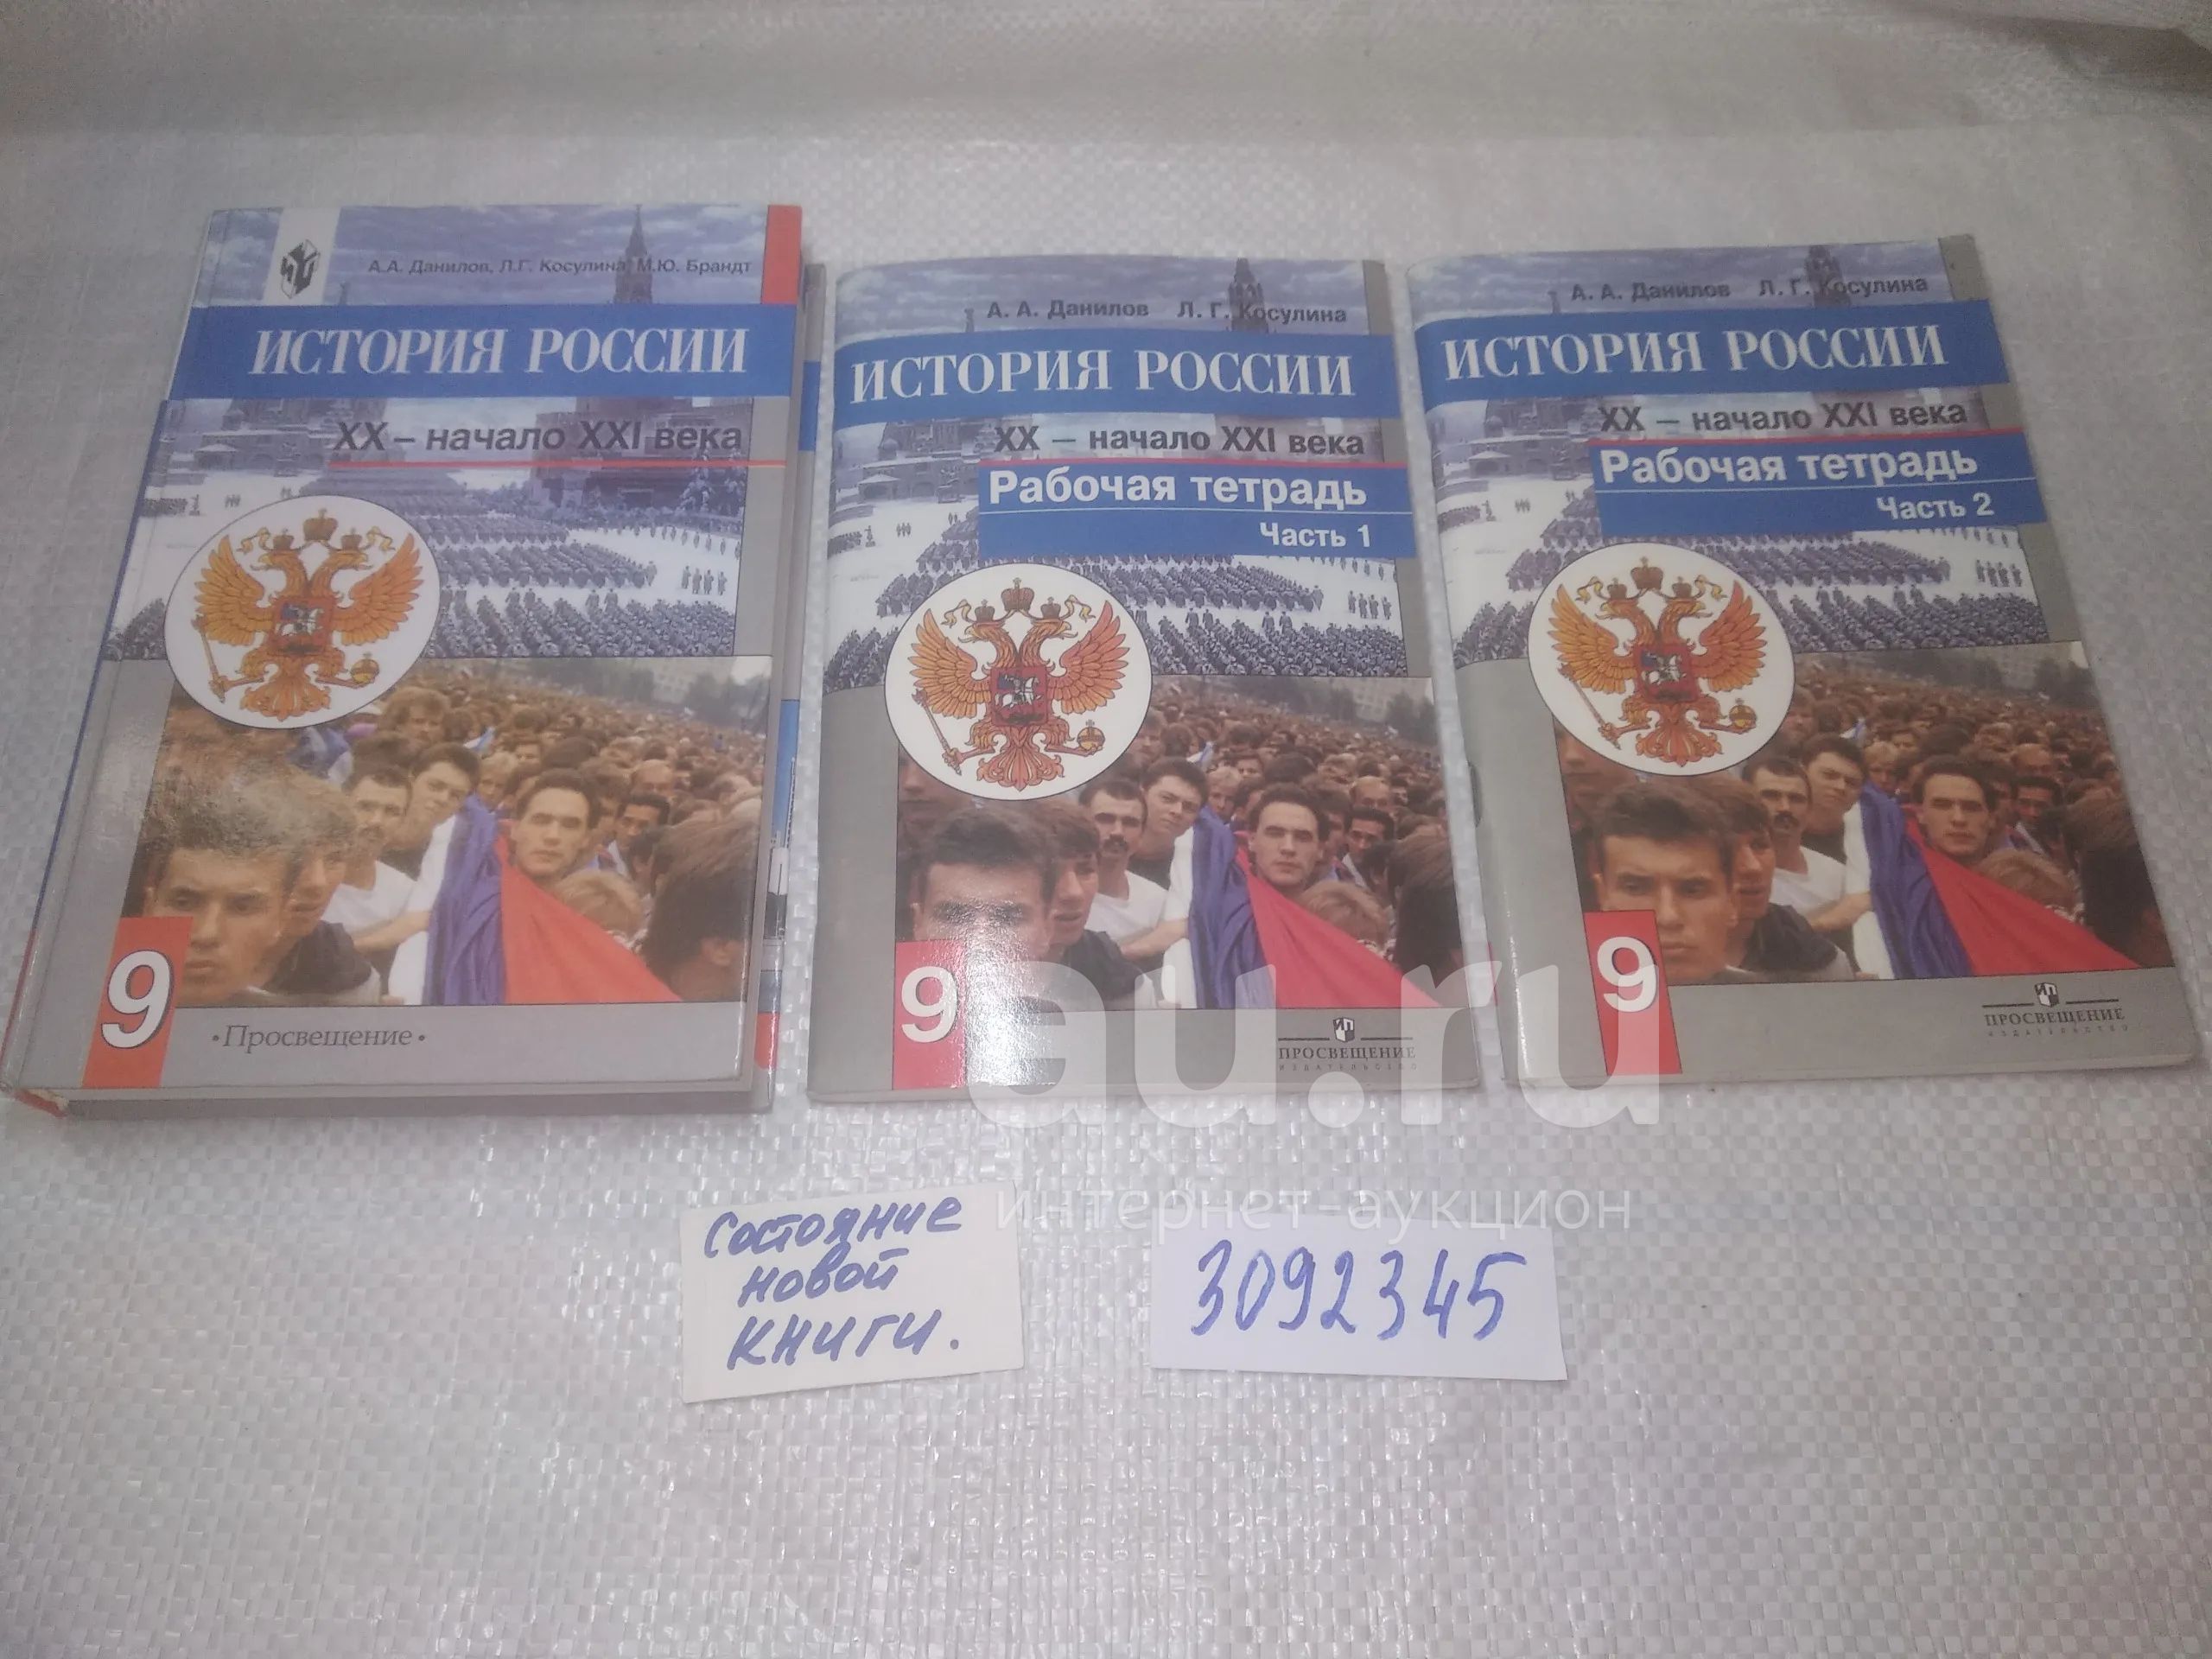 А.А. Данилов, Л.Г. Косулина, М.Ю. Брандт
ИСТОРИЯ РОССИИ
XX – начало XXI века
9
• Просвещение •
А. А. Данилов Л. Г. Косулина
ИСТОРИЯ РОССИИ
XX – начало XXI века
Рабочая тетрадь
Часть 1
9
ПРОСВЕЩЕНИЕ
ИЗДАТЕЛЬСТВО
А. А. Данилов Л. Г. Косулина
ИСТОРИЯ РОССИИ
XX – начало XXI века
Рабочая тетрадь
Часть 2
9
ПРОСВЕЩЕНИЕ
ИЗДАТЕЛЬСТВО
au.ru
интернет-аукцион
Состояние
новой
книги.
3092345